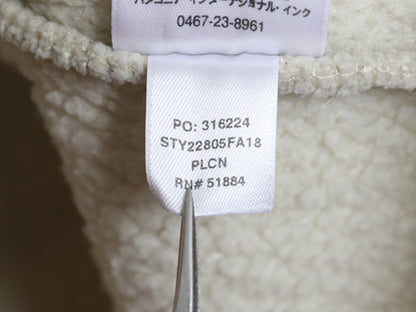 パタゴニア・インターナショナル・インク
0467-23-8961
PO: 316224
STY22805FA18
PLCN
RN# 51884